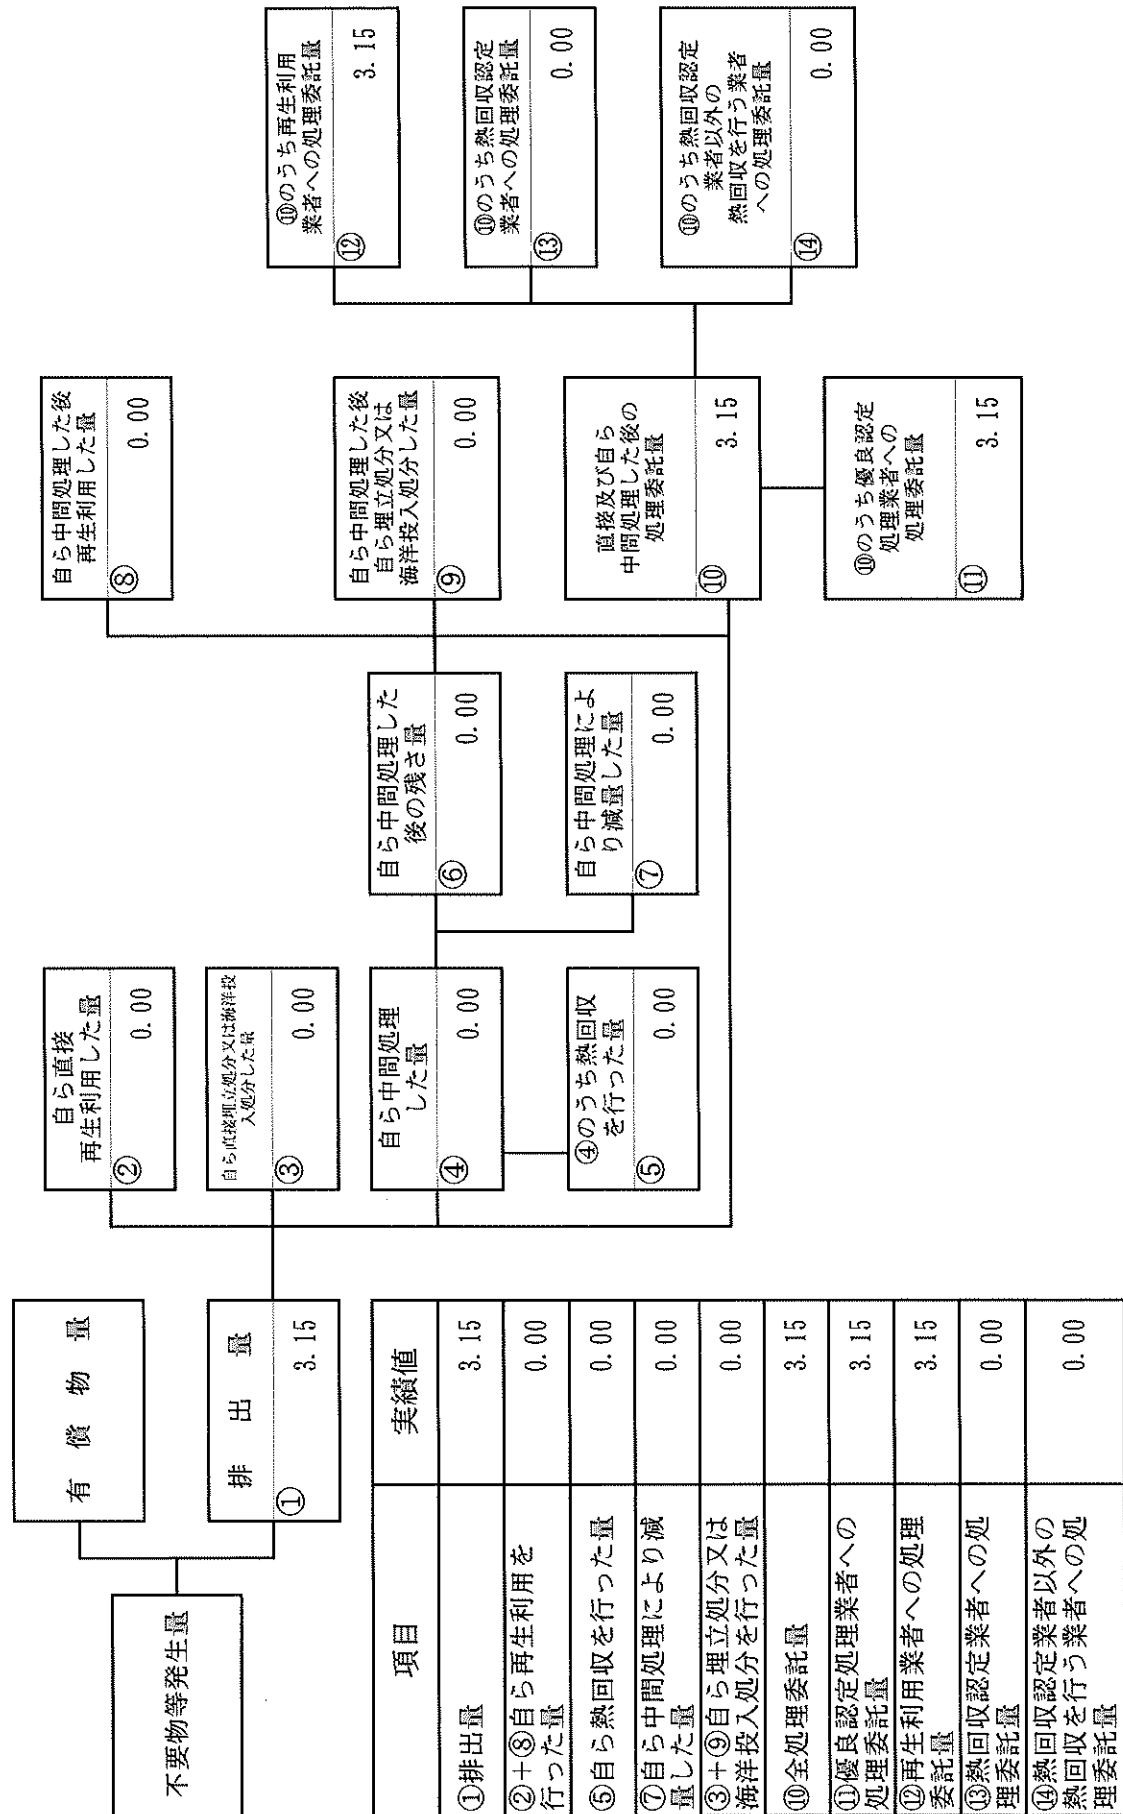 不要物等発生量
有償物量
排出量
① 3.15
自ら直接
再生利用した量
② 0.00
自ら直接埋立処分又は海洋投
入処分した量
③ 0.00
自ら中間処理
した量
④ 0.00
④のうち熱回収
を行った量
⑤ 0.00
自ら中間処理した
後の残さ量
⑥ 0.00
自ら中間処理によ
り減量した量
⑦ 0.00
自ら中間処理した後
再生利用した量
⑧ 0.00
自ら中間処理した後
自ら埋立処分又は
海洋投入処分した量
⑨ 0.00
直接及び自ら
中間処理した後の
処理委託量
⑩ 3.15
⑩のうち優良認定
処理業者への
処理委託量
⑪ 3.15
⑩のうち再生利用
業者への処理委託量
⑫ 3.15
⑩のうち熱回収認定
業者への処理委託量
⑬ 0.00
⑩のうち熱回収認定
業者以外の
熱回収を行う業者
への処理委託量
⑭ 0.00
項目 実績値
①排出量 3.15
②+⑧自ら再生利用を
行った量 0.00
⑤自ら熱回収を行った量 0.00
⑦自ら中間処理により減
量した量 0.00
③+⑨自ら埋立処分又は
海洋投入処分を行った量 0.00
⑩全処理委託量 3.15
⑪優良認定処理業者への
処理委託量 3.15
⑫再生利用業者への処理
委託量 3.15
⑬熱回収認定業者への処
理委託量 0.00
⑭熱回収認定業者以外の
熱回収を行う業者への処
理委託量 0.00